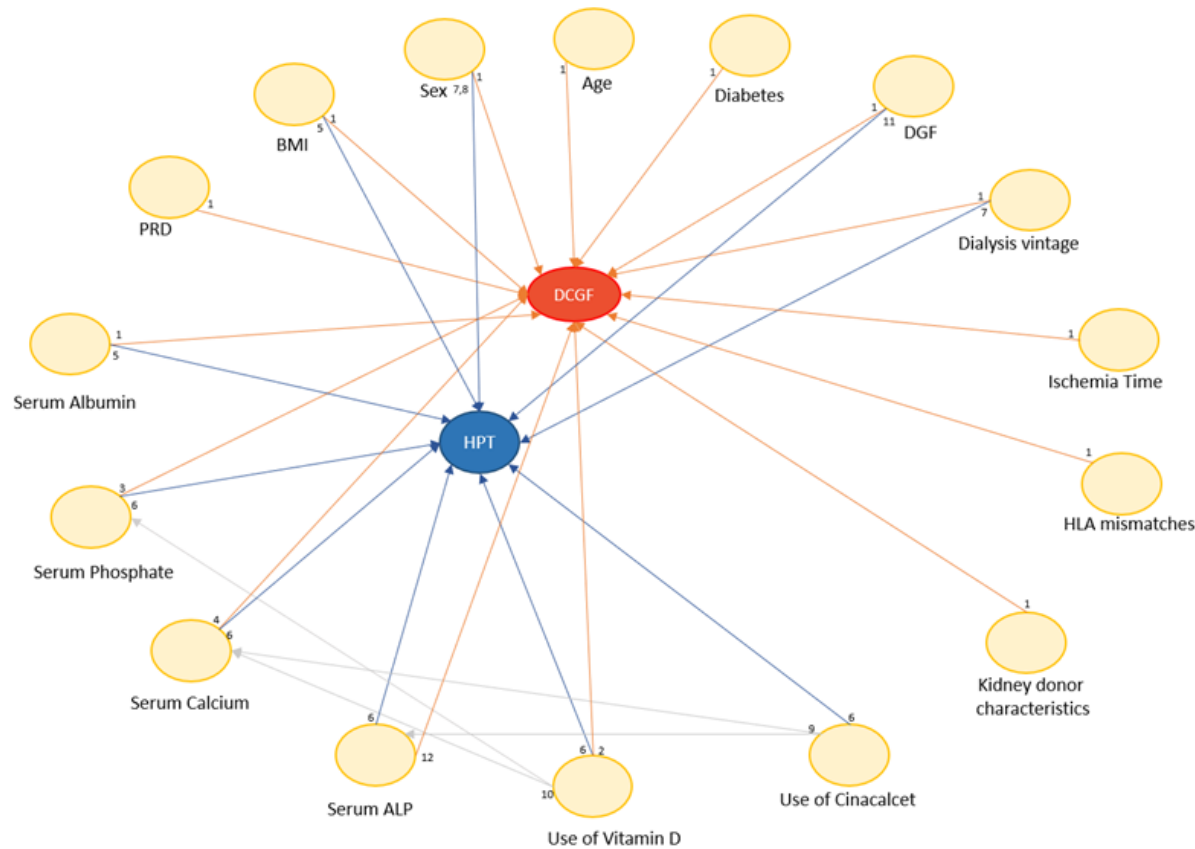 1
Sex 7,8
1
Age
1
Diabetes
1
11
DGF
5 1
BMI
1
PRD
1
7
Dialysis vintage
DCGF
1
Ischemia Time
1
5
Serum Albumin
HPT
1
HLA mismatches
3
6
Serum Phosphate
4
6
Serum Calcium
1
Kidney donor
characteristics
6
12
Serum ALP
6 2
10
Use of Vitamin D
6
9
Use of Cinacalcet